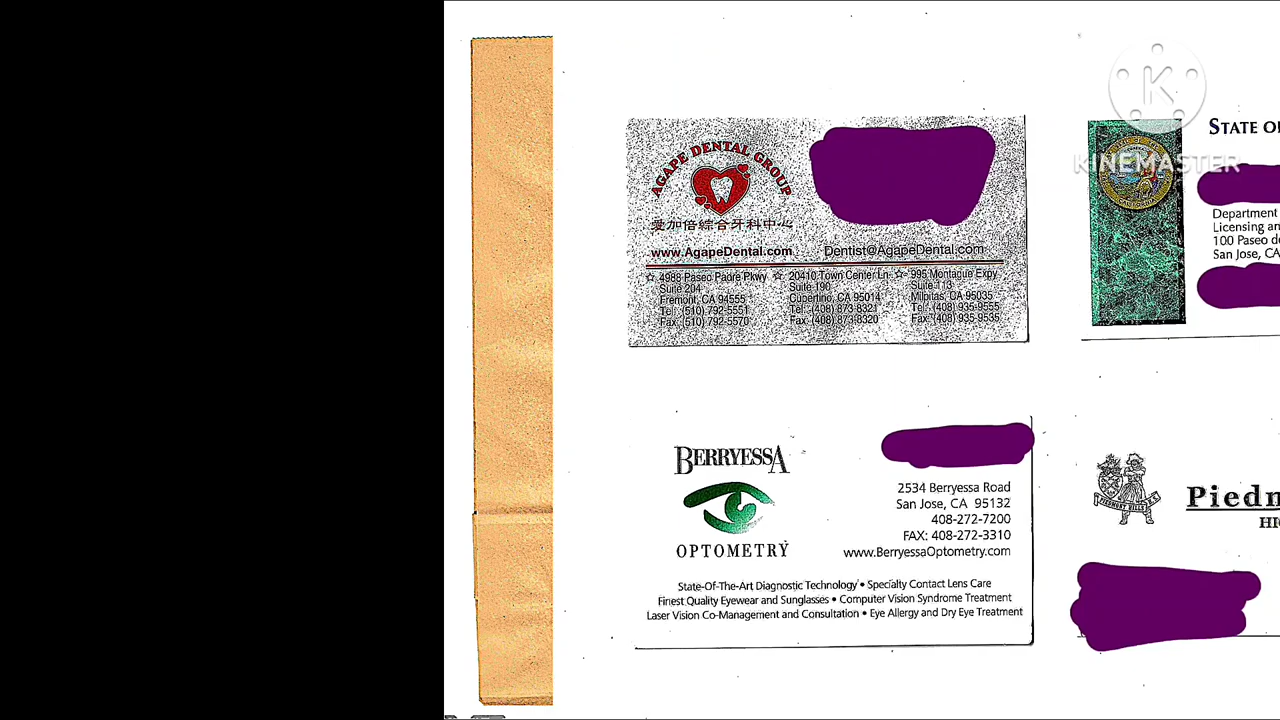 AGAPE DENTAL GROUP
愛加倍綜合牙科中心
www.AgapeDental.com
Dentist@AgapeDental.com
☆ 4988 Paseo Padre Pkwy
Suite 204
Fremont, CA 94555
Tel: (510) 792-5551
Fax: (510) 792-5570
☆ 20410 Town Center Ln.
Suite 190
Cupertino, CA 95014
Tel: (408) 873-8321
Fax: (408) 873-8320
☆ 995 Montague Expy
Suite 113
Milpitas, CA 95035
Tel: (408) 935-8555
Fax: (408) 935-9535
KINEMASTER
STATE OF
Department
Licensing an
100 Paseo d
San Jose, CA
BERRYESSA
OPTOMETRY
2534 Berryessa Road
San Jose, CA 95132
408-272-7200
FAX: 408-272-3310
www.BerryessaOptometry.com
State-Of-The-Art Diagnostic Technology • Specialty Contact Lens Care
Finest Quality Eyewear and Sunglasses • Computer Vision Syndrome Treatment
Laser Vision Co-Management and Consultation • Eye Allergy and Dry Eye Treatment
PIEDMONT HILLS
Piedm
HI